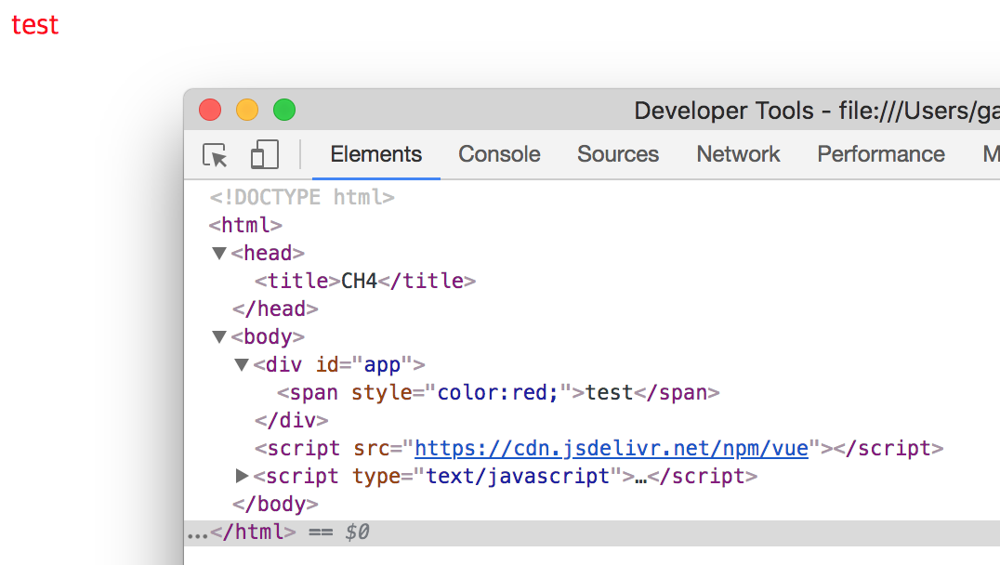 test
Developer Tools - file:///Users/ga
Elements Console Sources Network Performance M
<!DOCTYPE html>
<html>
<head>
<title>CH4</title>
</head>
<body>
<div id="app">
<span style="color:red;">test</span>
</div>
<script src="https://cdn.jsdelivr.net/npm/vue"></script>
<script type="text/javascript">…</script>
</body>
…</html> == $0